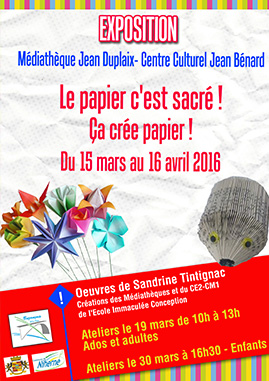 EXPOSITION
Médiathèque Jean Duplaix- Centre Culturel Jean Bénard
Le papier c'est sacré !
Ça crée papier !
Du 15 mars au 16 avril 2016
Oeuvres de Sandrine Tintignac
Créations des Médiathèques et du CE2-CM1
de l'Ecole Immaculée Conception
Ateliers le 19 mars de 10h à 13h
Ados et adultes
Ateliers le 30 mars à 16h30 - Enfants